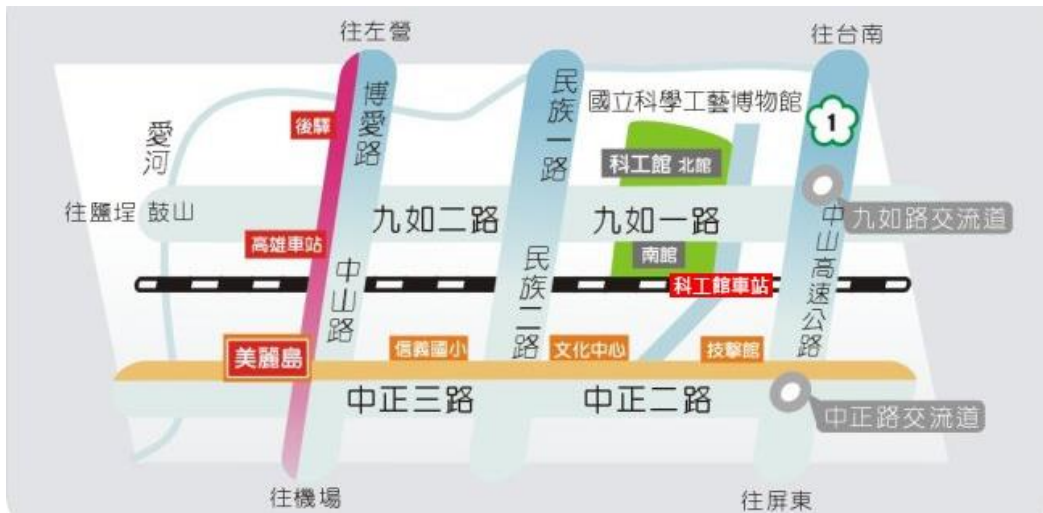 往左營
往台南
博愛路
民族一路
國立科學工藝博物館
1
愛河
後驛
科工館 北館
往鹽埕 鼓山
九如二路
九如一路
九如路交流道
高雄車站
南館
中山路
民族二路
中山高速公路
科工館車站
美麗島
信義國小
文化中心
技擊館
中正三路
中正二路
中正路交流道
往機場
往屏東